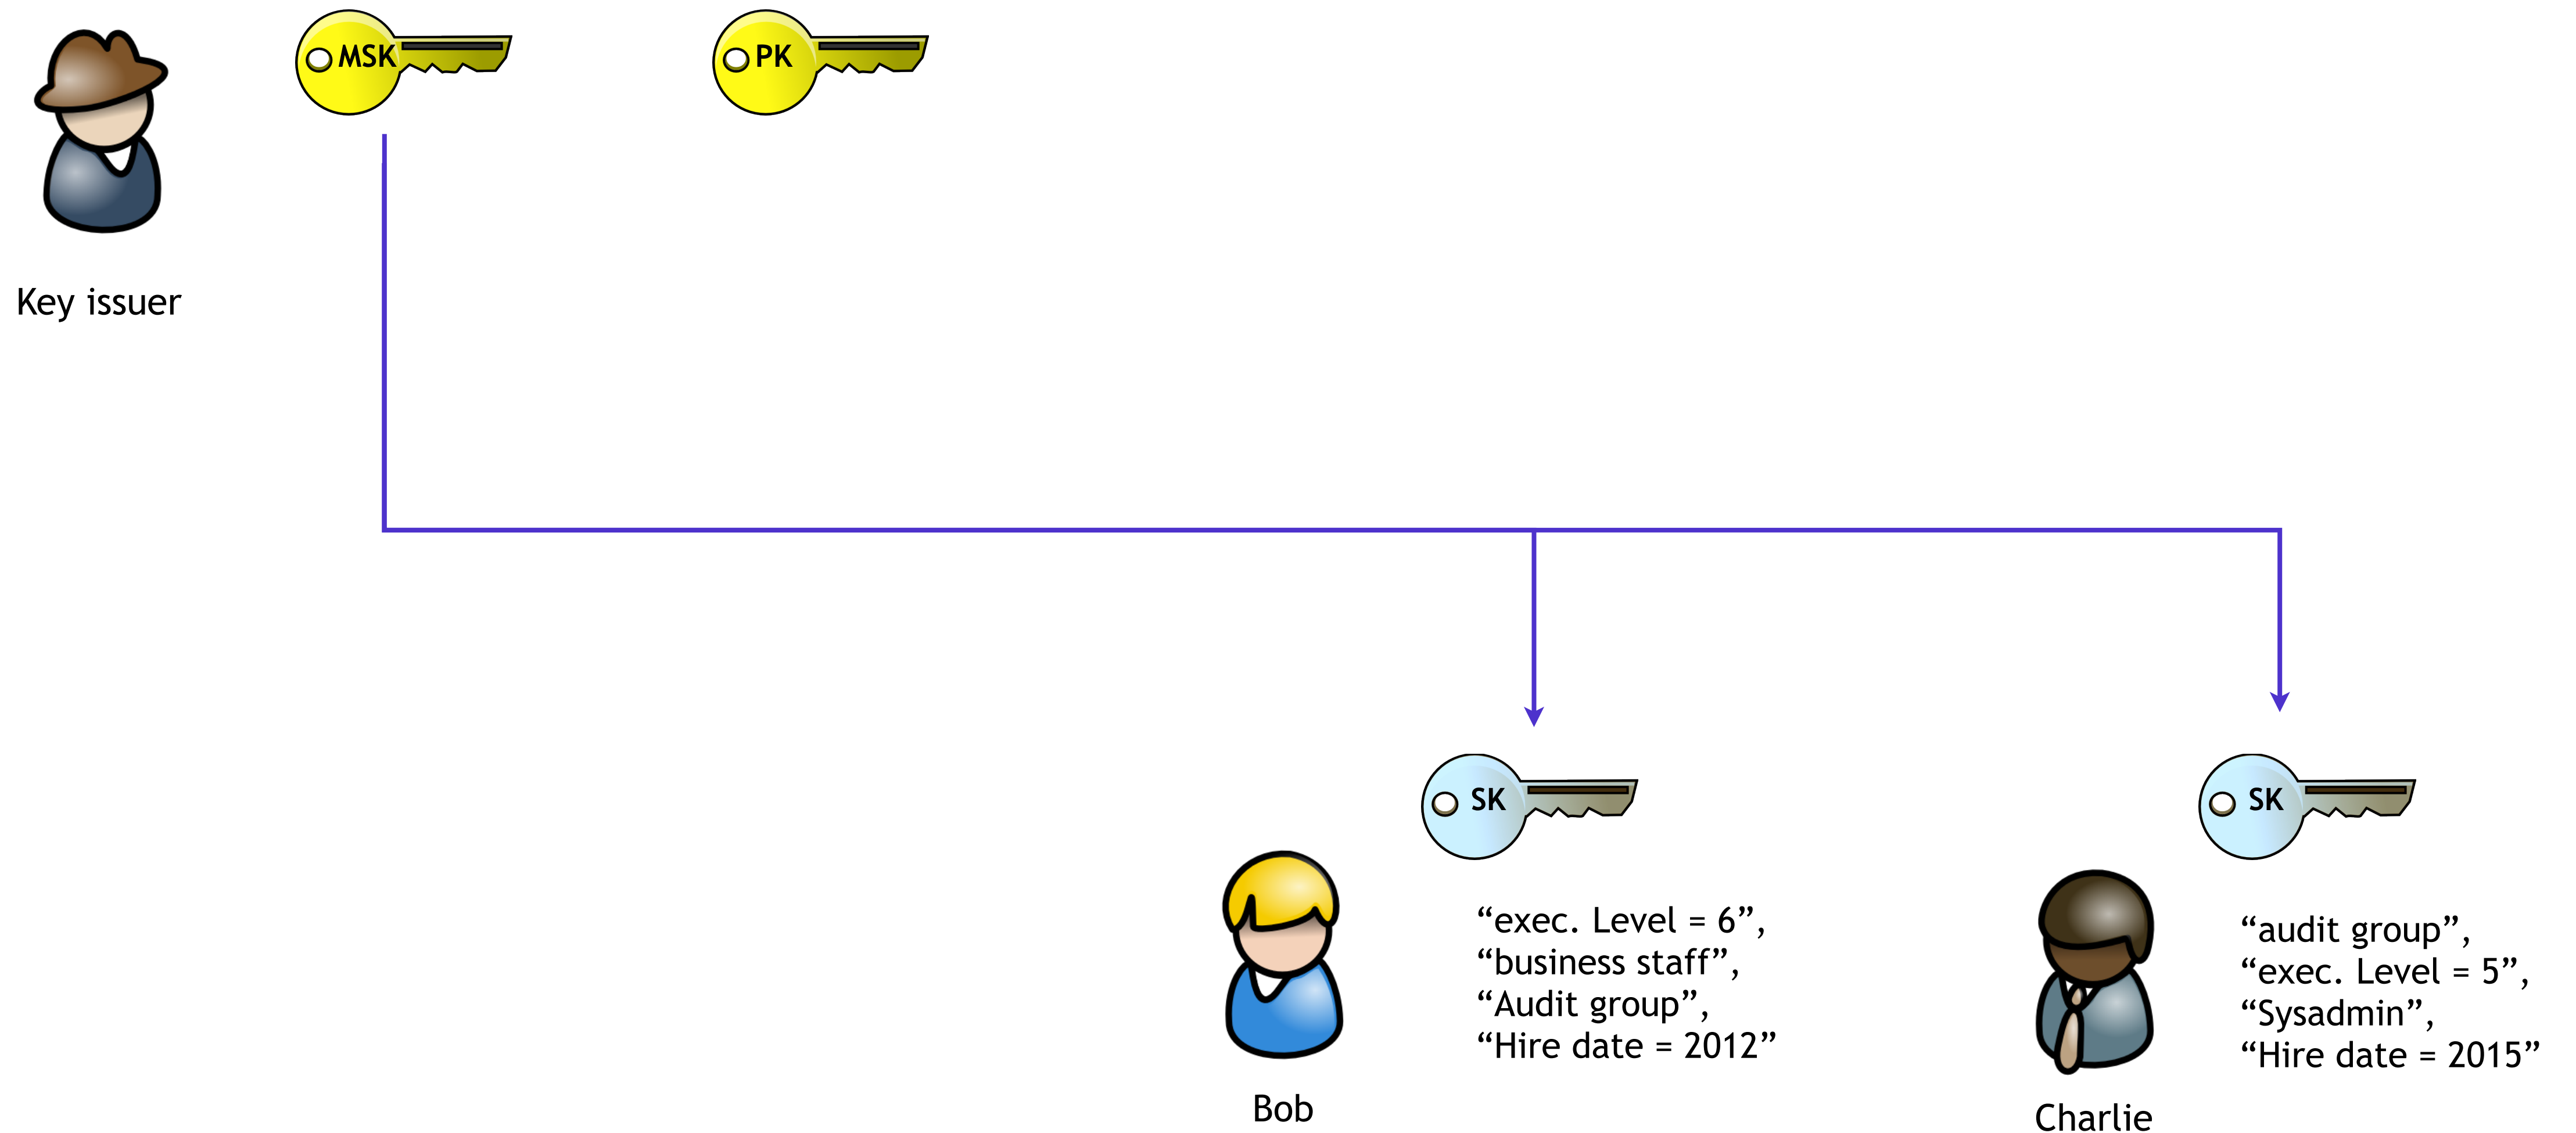 MSK
PK
Key issuer
SK
SK
“exec. Level = 6”,
“business staff”,
“Audit group”,
“Hire date = 2012”
“audit group”,
“exec. Level = 5”,
“Sysadmin”,
“Hire date = 2015”
Bob
Charlie